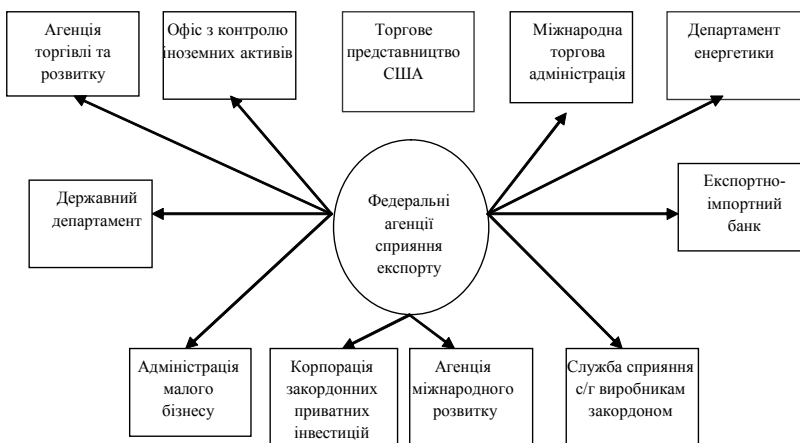 Агенція
торгівлі та
розвитку
Офіс з контролю
іноземних активів
Торгове
представництво
США
Міжнародна
торгова
адміністрація
Департамент
енергетики
Державний
департамент
Федеральні
агенції
сприяння
експорту
Експортно-
імпортний
банк
Адміністрація
малого
бізнесу
Корпорація
закордонних
приватних
інвестицій
Агенція
міжнародного
розвитку
Служба сприяння
с/г виробникам
закордоном